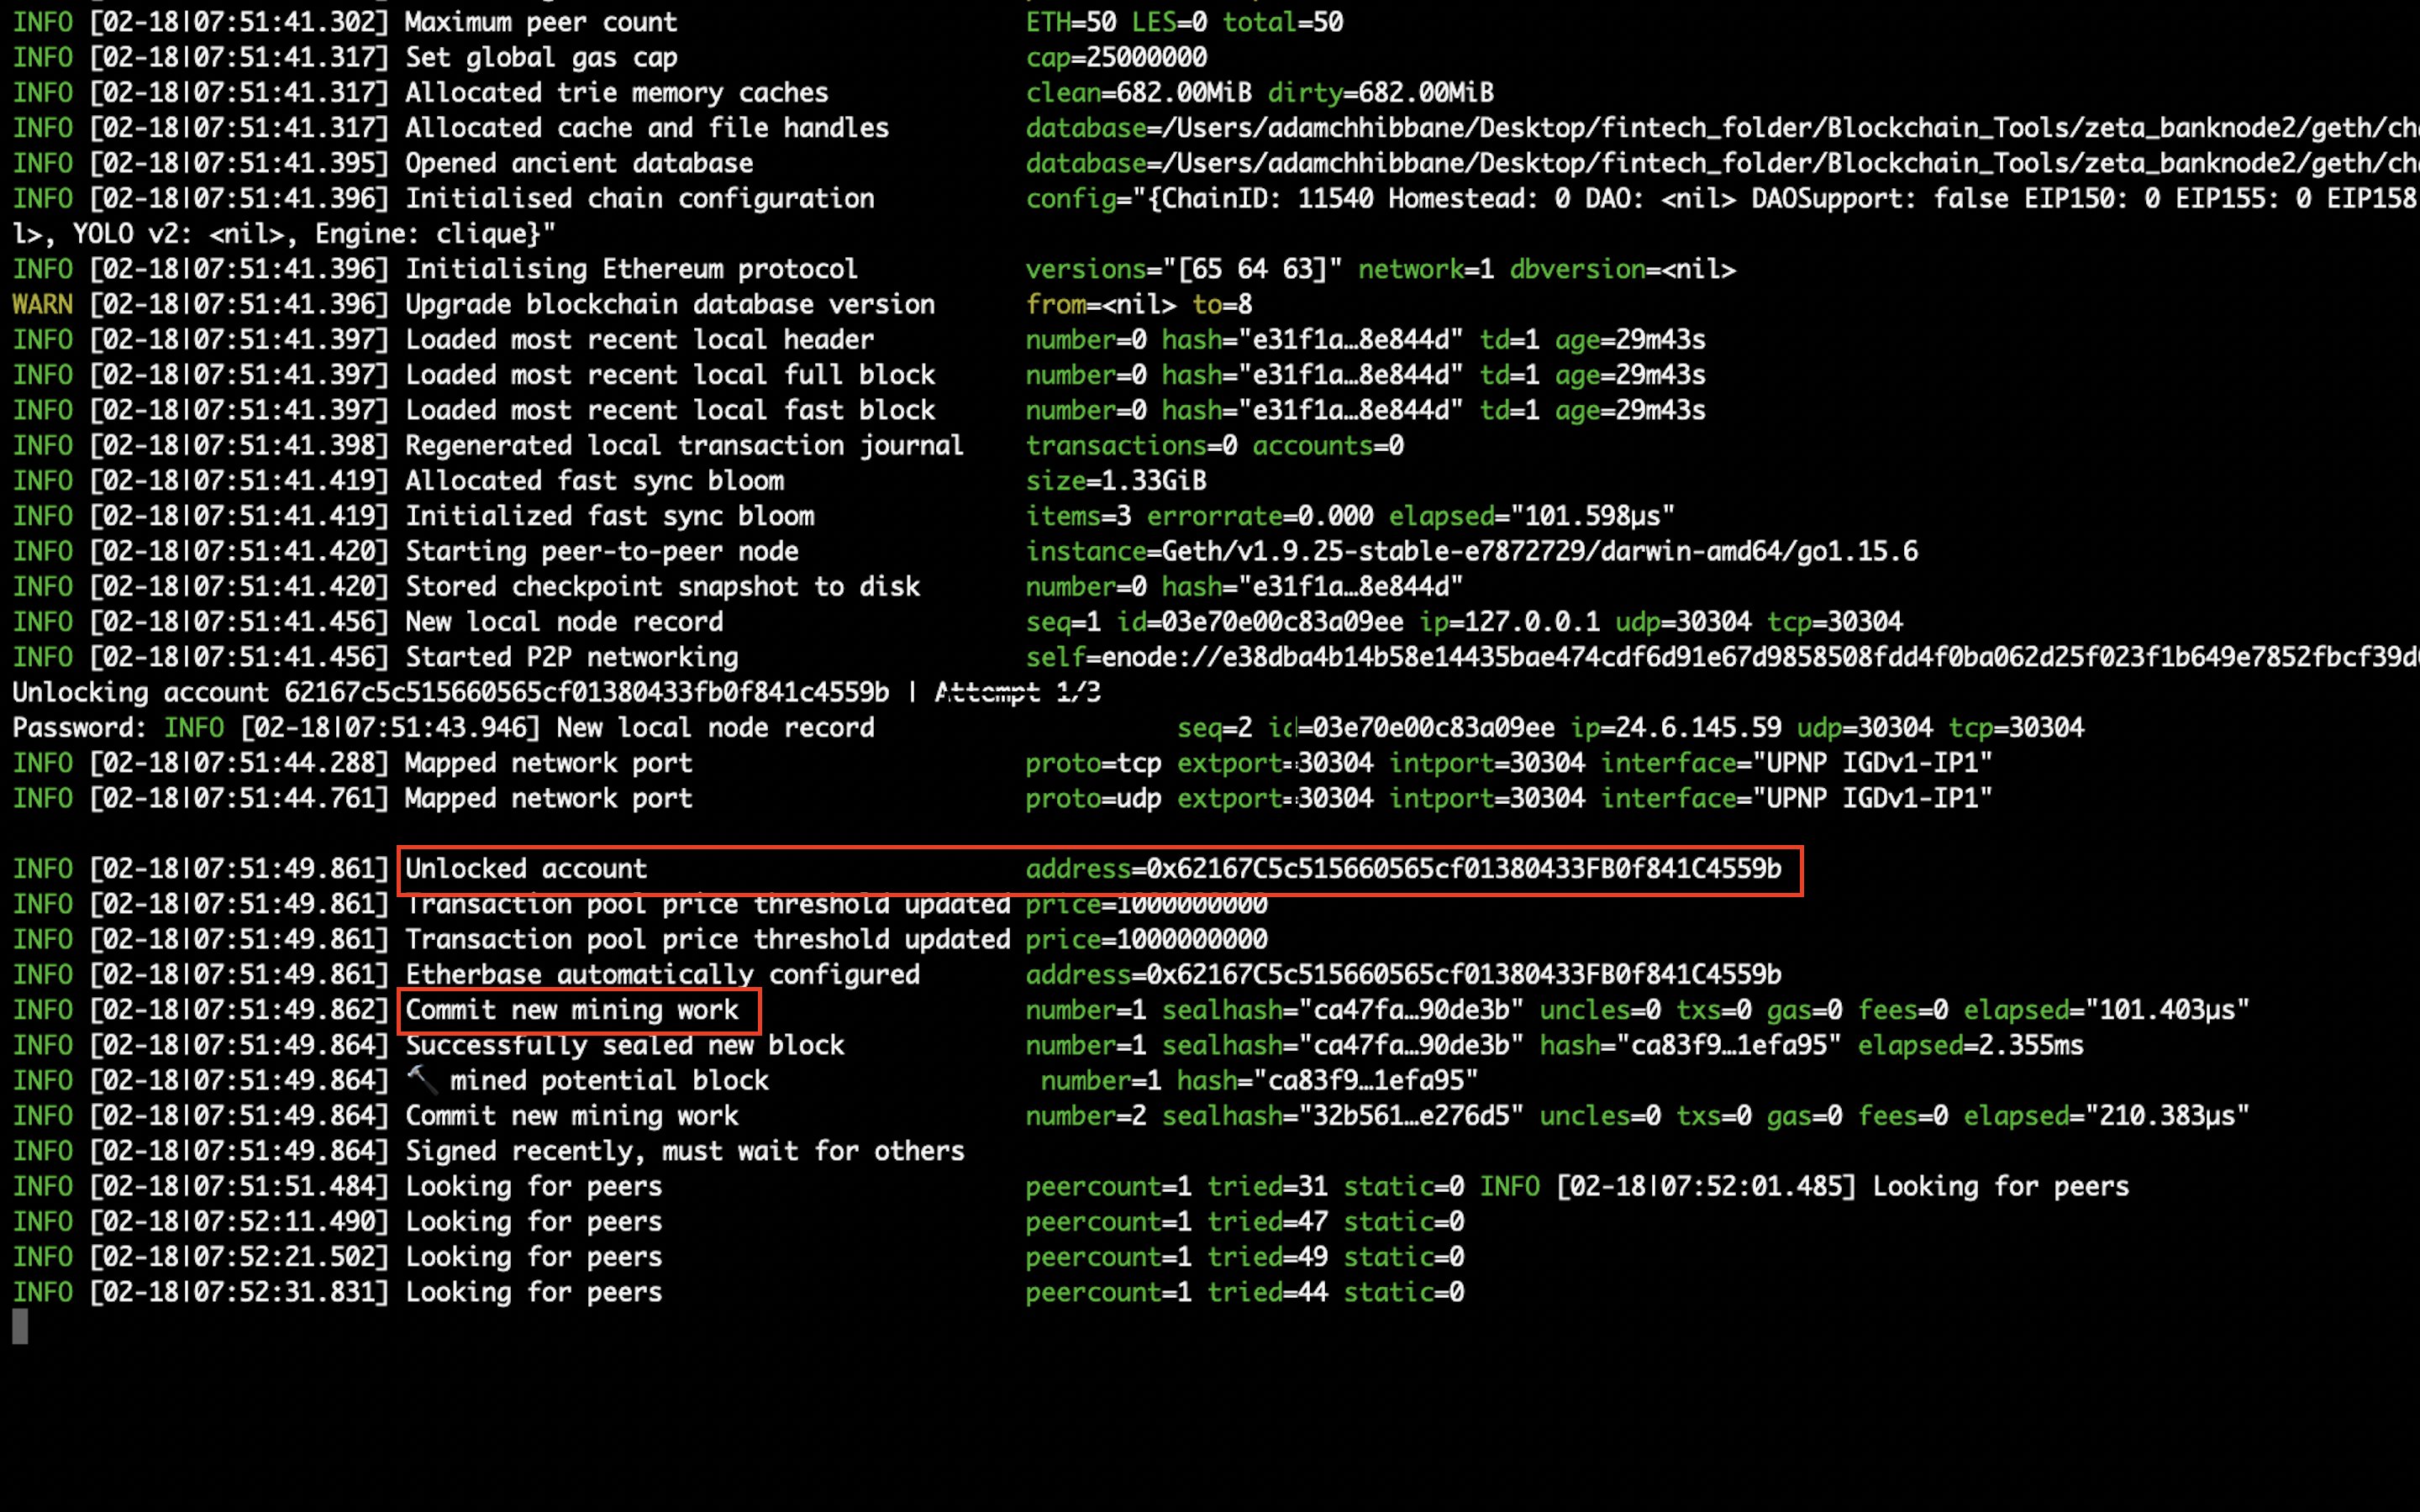 INFO [02-18|07:51:41.302] Maximum peer count ETH=50 LES=0 total=50
INFO [02-18|07:51:41.317] Set global gas cap cap=25000000
INFO [02-18|07:51:41.317] Allocated trie memory caches clean=682.00MiB dirty=682.00MiB
INFO [02-18|07:51:41.317] Allocated cache and file handles database=/Users/adamchhibbane/Desktop/fintech_folder/Blockchain_Tools/zeta_banknode2/geth/ch
INFO [02-18|07:51:41.395] Opened ancient database database=/Users/adamchhibbane/Desktop/fintech_folder/Blockchain_Tools/zeta_banknode2/geth/ch
INFO [02-18|07:51:41.396] Initialised chain configuration config="{ChainID: 11540 Homestead: 0 DAO: <nil> DAOSupport: false EIP150: 0 EIP155: 0 EIP158
l>, YOLO v2: <nil>, Engine: clique}"
INFO [02-18|07:51:41.396] Initialising Ethereum protocol versions="[65 64 63]" network=1 dbversion=<nil>
WARN [02-18|07:51:41.396] Upgrade blockchain database version from=<nil> to=8
INFO [02-18|07:51:41.397] Loaded most recent local header number=0 hash="e31f1a…8e844d" td=1 age=29m43s
INFO [02-18|07:51:41.397] Loaded most recent local full block number=0 hash="e31f1a…8e844d" td=1 age=29m43s
INFO [02-18|07:51:41.397] Loaded most recent local fast block number=0 hash="e31f1a…8e844d" td=1 age=29m43s
INFO [02-18|07:51:41.398] Regenerated local transaction journal transactions=0 accounts=0
INFO [02-18|07:51:41.419] Allocated fast sync bloom size=1.33GiB
INFO [02-18|07:51:41.419] Initialized fast sync bloom items=3 errorrate=0.000 elapsed="101.598µs"
INFO [02-18|07:51:41.420] Starting peer-to-peer node instance=Geth/v1.9.25-stable-e7872729/darwin-amd64/go1.15.6
INFO [02-18|07:51:41.420] Stored checkpoint snapshot to disk number=0 hash="e31f1a…8e844d"
INFO [02-18|07:51:41.456] New local node record seq=1 id=03e70e00c83a09ee ip=127.0.0.1 udp=30304 tcp=30304
INFO [02-18|07:51:41.456] Started P2P networking self=enode://e38dba4b14b58e14435bae474cdf6d91e67d9858508fdd4f0ba062d25f023f1b649e7852fbcf39d
Unlocking account 62167c5c515660565cf01380433fb0f841c4559b | Attempt 1/3
Password: INFO [02-18|07:51:43.946] New local node record seq=2 id=03e70e00c83a09ee ip=24.6.145.59 udp=30304 tcp=30304
INFO [02-18|07:51:44.288] Mapped network port proto=tcp extport=30304 intport=30304 interface="UPNP IGDv1-IP1"
INFO [02-18|07:51:44.761] Mapped network port proto=udp extport=30304 intport=30304 interface="UPNP IGDv1-IP1"
INFO [02-18|07:51:49.861] Unlocked account address=0x62167C5c515660565cf01380433FB0f841C4559b
INFO [02-18|07:51:49.861] Transaction pool price threshold updated price=1000000000
INFO [02-18|07:51:49.861] Transaction pool price threshold updated price=1000000000
INFO [02-18|07:51:49.861] Etherbase automatically configured address=0x62167C5c515660565cf01380433FB0f841C4559b
INFO [02-18|07:51:49.862] Commit new mining work number=1 sealhash="ca47fa…90de3b" uncles=0 txs=0 gas=0 fees=0 elapsed="101.403µs"
INFO [02-18|07:51:49.864] Successfully sealed new block number=1 sealhash="ca47fa…90de3b" hash="ca83f9…1efa95" elapsed=2.355ms
INFO [02-18|07:51:49.864] 🔨 mined potential block number=1 hash="ca83f9…1efa95"
INFO [02-18|07:51:49.864] Commit new mining work number=2 sealhash="32b561…e276d5" uncles=0 txs=0 gas=0 fees=0 elapsed="210.383µs"
INFO [02-18|07:51:49.864] Signed recently, must wait for others
INFO [02-18|07:51:51.484] Looking for peers peercount=1 tried=31 static=0 INFO [02-18|07:52:01.485] Looking for peers
INFO [02-18|07:52:11.490] Looking for peers peercount=1 tried=47 static=0
INFO [02-18|07:52:21.502] Looking for peers peercount=1 tried=49 static=0
INFO [02-18|07:52:31.831] Looking for peers peercount=1 tried=44 static=0